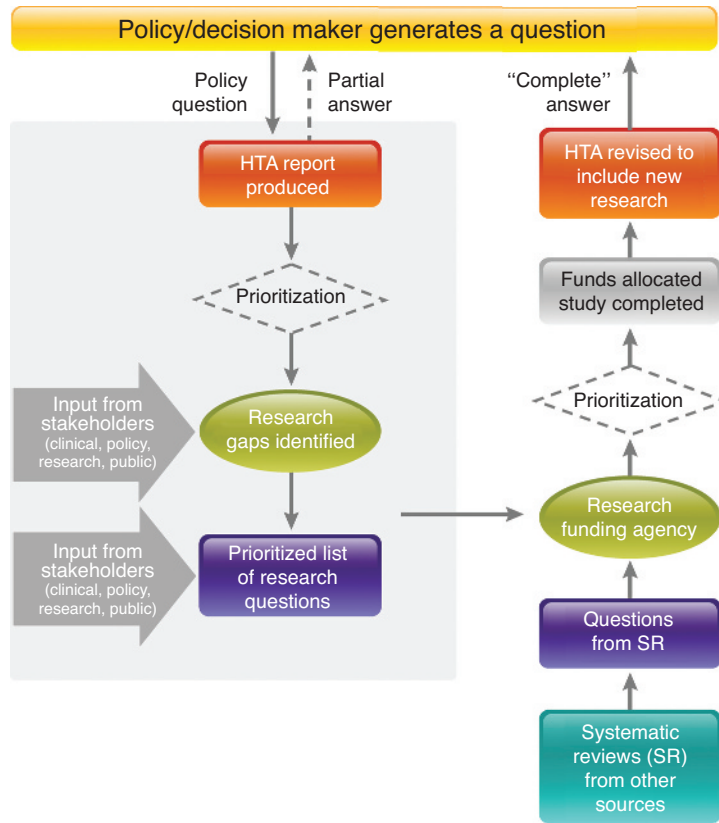 Policy/decision maker generates a question
Policy
question
Partial
answer
“Complete”
answer
HTA report
produced
Prioritization
Input from
stakeholders
(clinical, policy,
research, public)
Research
gaps identified
Input from
stakeholders
(clinical, policy,
research, public)
Prioritized list
of research
questions
HTA revised to
include new
research
Funds allocated
study completed
Prioritization
Research
funding agency
Questions
from SR
Systematic
reviews (SR)
from other
sources